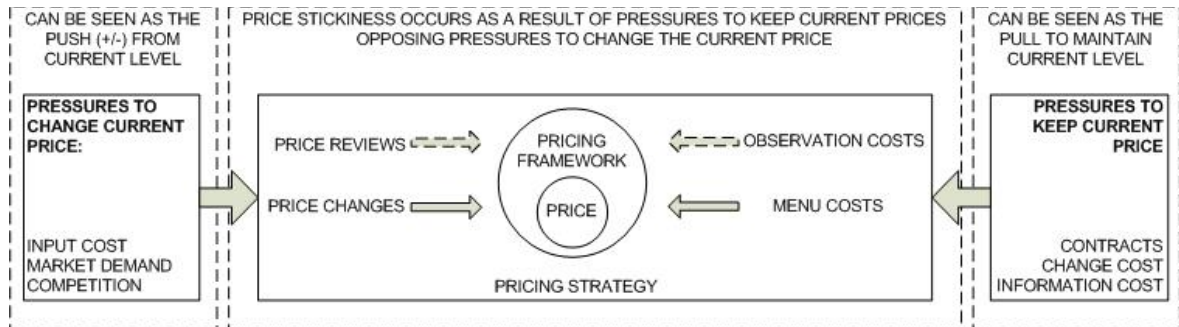 CAN BE SEEN AS THE
PUSH (+/-) FROM
CURRENT LEVEL
PRICE STICKINESS OCCURS AS A RESULT OF PRESSURES TO KEEP CURRENT PRICES
OPPOSING PRESSURES TO CHANGE THE CURRENT PRICE
CAN BE SEEN AS THE
PULL TO MAINTAIN
CURRENT LEVEL
PRESSURES TO
CHANGE CURRENT
PRICE:
INPUT COST
MARKET DEMAND
COMPETITION
PRICE REVIEWS
PRICE CHANGES
PRICING
FRAMEWORK
PRICE
OBSERVATION COSTS
MENU COSTS
PRICING STRATEGY
PRESSURES TO
KEEP CURRENT
PRICE
CONTRACTS
CHANGE COST
INFORMATION COST